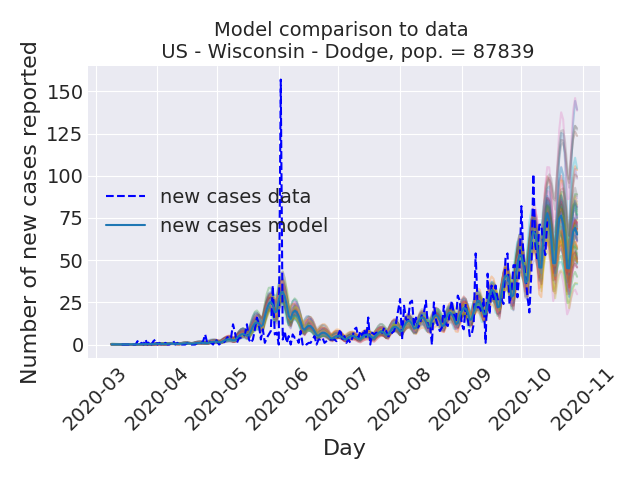 Model comparison to data
US - Wisconsin - Dodge, pop. = 87839
Number of new cases reported
150
125
100
75
50
25
0
new cases data
new cases model
2020-03
2020-04
2020-05
2020-06
2020-07
2020-08
2020-09
2020-10
2020-11
Day